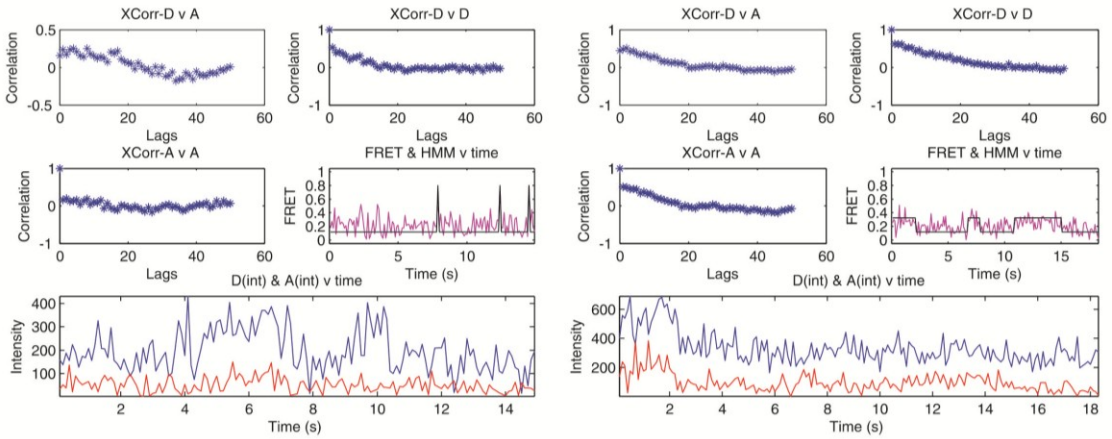 XCorr-D v A
XCorr-D v D
0.5
0
-0.5
Correlation
0 20 40 60
Lags
1
0
-1
Correlation
0 20 40 60
Lags
XCorr-A v A
FRET & HMM v time
1
0
-1
Correlation
0 20 40 60
Lags
1
0.8
0.6
0.4
0.2
0
FRET
0 5 10
Time (s)
D(int) & A(int) v time
400
300
200
100
Intensity
2 4 6 8 10 12 14
Time (s)
XCorr-D v A
XCorr-D v D
1
0
-1
Correlation
0 20 40 60
Lags
1
0
-1
Correlation
0 20 40 60
Lags
XCorr-A v A
FRET & HMM v time
1
0
-1
Correlation
0 20 40 60
Lags
1
0.8
0.6
0.4
0.2
0
FRET
0 5 10 15
Time (s)
D(int) & A(int) v time
600
400
200
Intensity
2 4 6 8 10 12 14 16 18
Time (s)